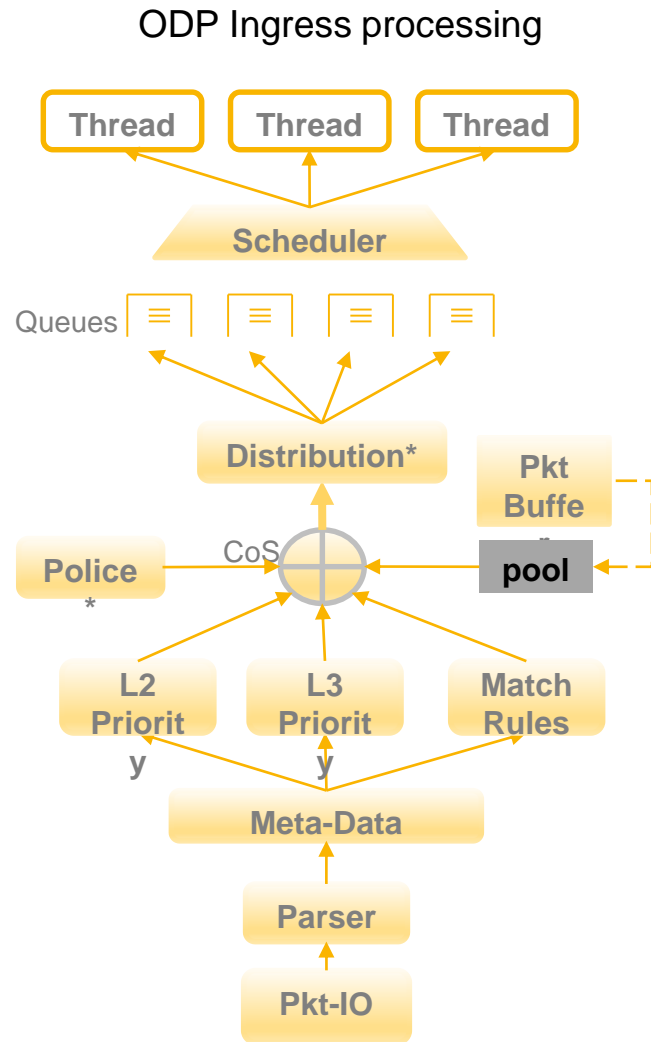 ODP Ingress processing
Thread
Thread
Thread
Scheduler
Queues
Distribution*
Pkt
Buffe
r
CoS
Police
*
pool
L2
Priorit
y
L3
Priorit
y
Match
Rules
Meta-Data
Parser
Pkt-IO